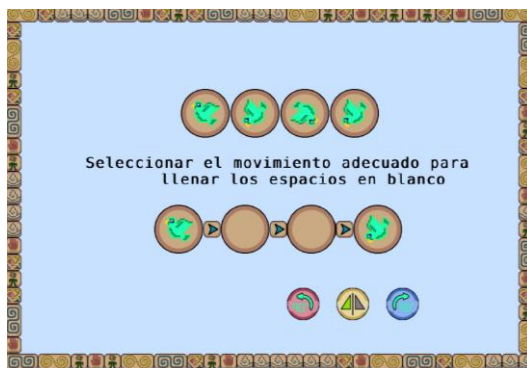 Seleccionar el movimiento adecuado para
llenar los espacios en blanco